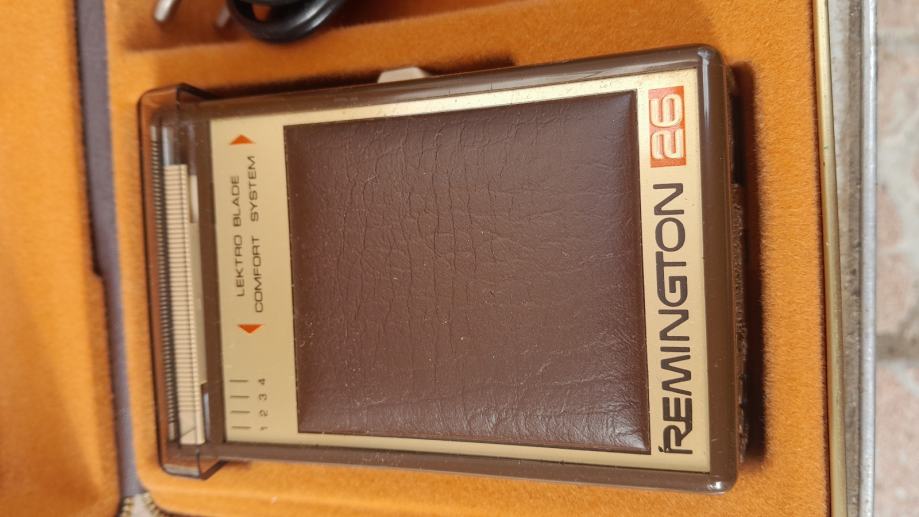 1 2 3 4
LEKTRO BLADE
COMFORT SYSTEM
REMINGTON 26